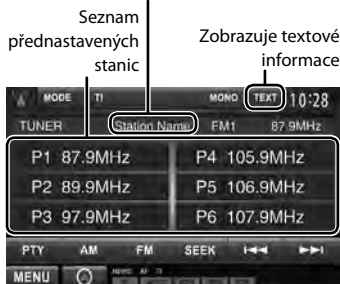 Seznam
přednastavených
stanic
Zobrazuje textové
informace
MODE TI MONO TEXT 10:28
TUNER Station Name FM1 87.9MHz
P1 87.9MHz P4 105.9MHz
P2 89.9MHz P5 106.9MHz
P3 97.9MHz P6 107.9MHz
PTY AM FM SEEK
MENU AF TI